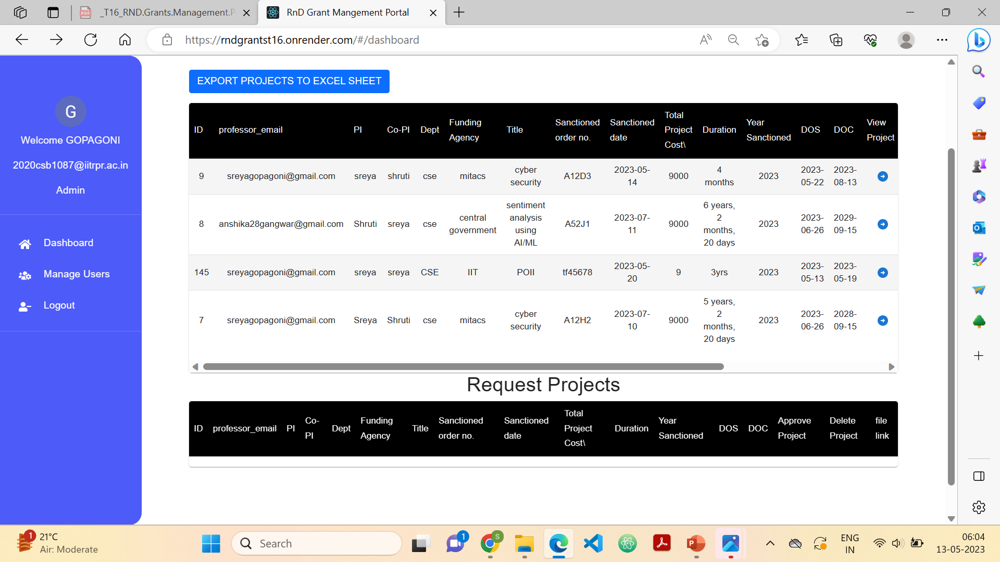 _T16_RND.Grants.Management.P
RnD Grant Mangement Portal
https://rndgrantst16.onrender.com/#/dashboard
G
Welcome GOPAGONI
2020csb1087@iitrpr.ac.in
Admin
Dashboard
Manage Users
Logout
EXPORT PROJECTS TO EXCEL SHEET
ID professor_email PI Co-PI Dept Funding Agency Title Sanctioned order no. Sanctioned date Total Project Cost\ Duration Year Sanctioned DOS DOC View Project
9 sreyagopagoni@gmail.com sreya shruti cse mitacs cyber security A12D3 2023-05-14 9000 4 months 2023 2023-05-22 2023-08-13
8 anshika28gangwar@gmail.com Shruti sreya cse central government sentiment analysis using AI/ML A52J1 2023-07-11 9000 6 years, 2 months, 20 days 2023 2023-06-26 2029-09-15
145 sreyagopagoni@gmail.com sreya sreya CSE IIT POII tf45678 2023-05-20 9 3yrs 2023 2023-05-13 2023-05-19
7 sreyagopagoni@gmail.com Sreya Shruti cse mitacs cyber security A12H2 2023-07-10 9000 5 years, 2 months, 20 days 2023 2023-06-26 2028-09-15
Request Projects
ID professor_email PI Co-PI Dept Funding Agency Title Sanctioned order no. Sanctioned date Total Project Cost\ Duration Year Sanctioned DOS DOC Approve Project Delete Project file link
1
21°C
Air: Moderate
Search
1
S
ENG
IN
06:04
13-05-2023